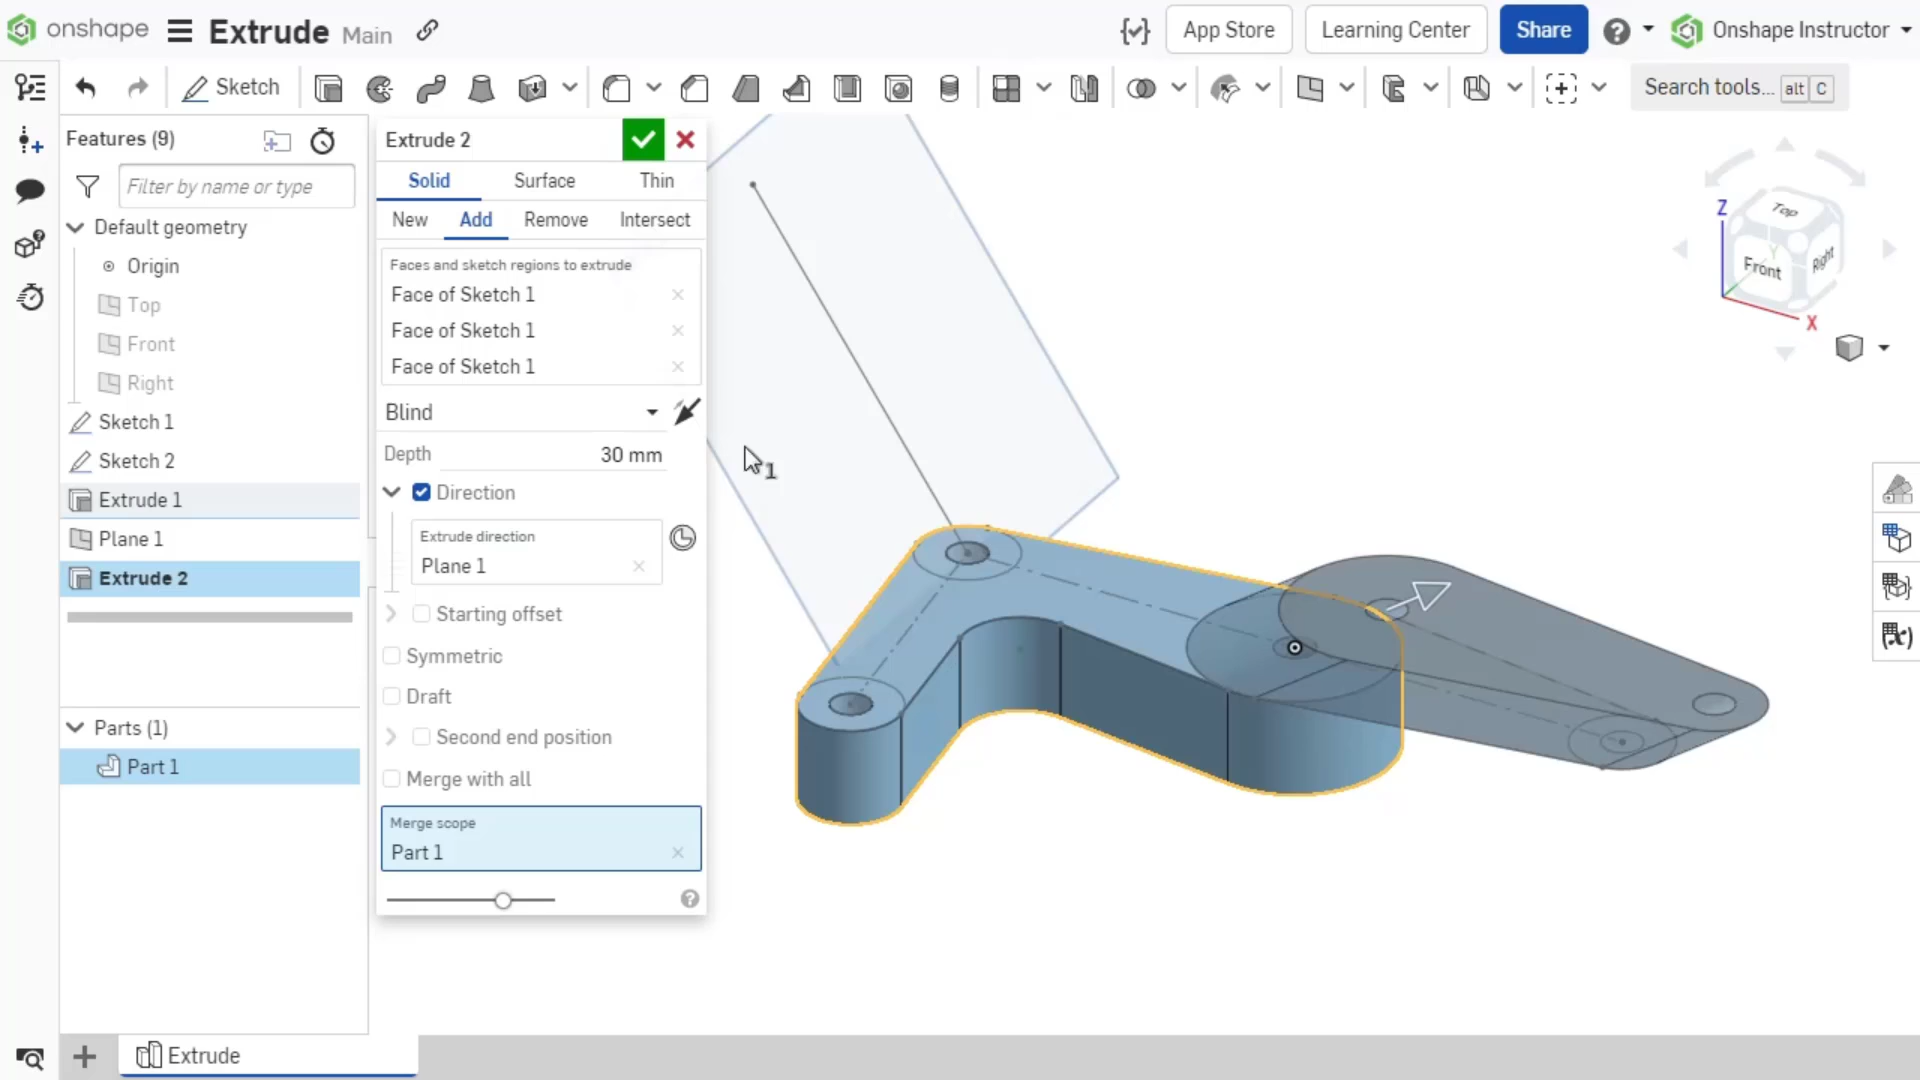 onshape Extrude Main App Store Learning Center Share Onshape Instructor
Sketch Search tools... alt C
Features (9)
Filter by name or type
Default geometry
Origin
Top
Front
Right
Sketch 1
Sketch 2
Extrude 1
Plane 1
Extrude 2
Parts (1)
Part 1
Extrude 2
Solid Surface Thin
New Add Remove Intersect
Faces and sketch regions to extrude
Face of Sketch 1
Face of Sketch 1
Face of Sketch 1
Blind
Depth 30 mm
Direction
Extrude direction
Plane 1
Starting offset
Symmetric
Draft
Second end position
Merge with all
Merge scope
Part 1
1
Z
Top
Y
Front
Right
X
Extrude